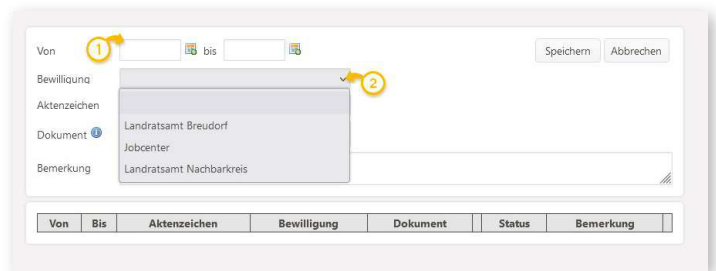 Von 1 bis Speichern Abbrechen
Bewilligung 2
Aktenzeichen
Landratsamt Breudorf
Dokument i
Jobcenter
Bemerkung Landratsamt Nachbarkreis
Von Bis Aktenzeichen Bewilligung Dokument Status Bemerkung